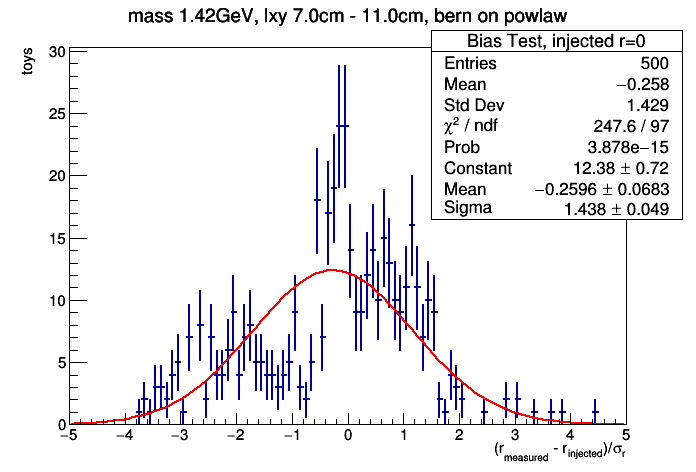 mass 1.42GeV, lxy 7.0cm - 11.0cm, bern on powlaw
Bias Test, injected r=0
Entries 500
Mean −0.258
Std Dev 1.429
χ² / ndf 247.6 / 97
Prob 3.878e−15
Constant 12.38 ± 0.72
Mean −0.2596 ± 0.0683
Sigma 1.438 ± 0.049
toys
30
25
20
15
10
5
0
−5 −4 −3 −2 −1 0 1 2 3 4 5
(r_measured - r_injected)/σ_r